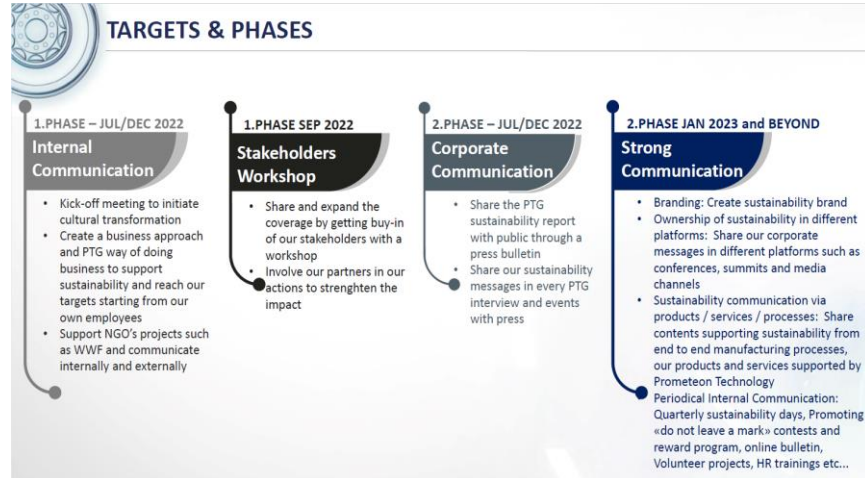 TARGETS & PHASES
1.PHASE – JUL/DEC 2022
Internal
Communication
• Kick-off meeting to initiate
cultural transformation
• Create a business approach
and PTG way of doing
business to support
sustainability and reach our
targets starting from our
own employees
• Support NGO's projects such
as WWF and communicate
internally and externally
1.PHASE SEP 2022
Stakeholders
Workshop
• Share and expand the
coverage by getting buy-in
of our stakeholders with a
workshop
• Involve our partners in our
actions to strenghten the
impact
2.PHASE – JUL/DEC 2022
Corporate
Communication
• Share the PTG
sustainability report
with public through a
press bulletin
• Share our sustainability
messages in every PTG
interview and events
with press
2.PHASE JAN 2023 and BEYOND
Strong
Communication
• Branding: Create sustainability brand
• Ownership of sustainability in different
platforms: Share our corporate
messages in different platforms such as
conferences, summits and media
channels
• Sustainability communication via
products / services / processes: Share
contents supporting sustainability from
end to end manufacturing processes,
our products and services supported by
Prometeon Technology
• Periodical Internal Communication:
Quarterly sustainability days, Promoting
«do not leave a mark» contests and
reward program, online bulletin,
Volunteer projects, HR trainings etc...